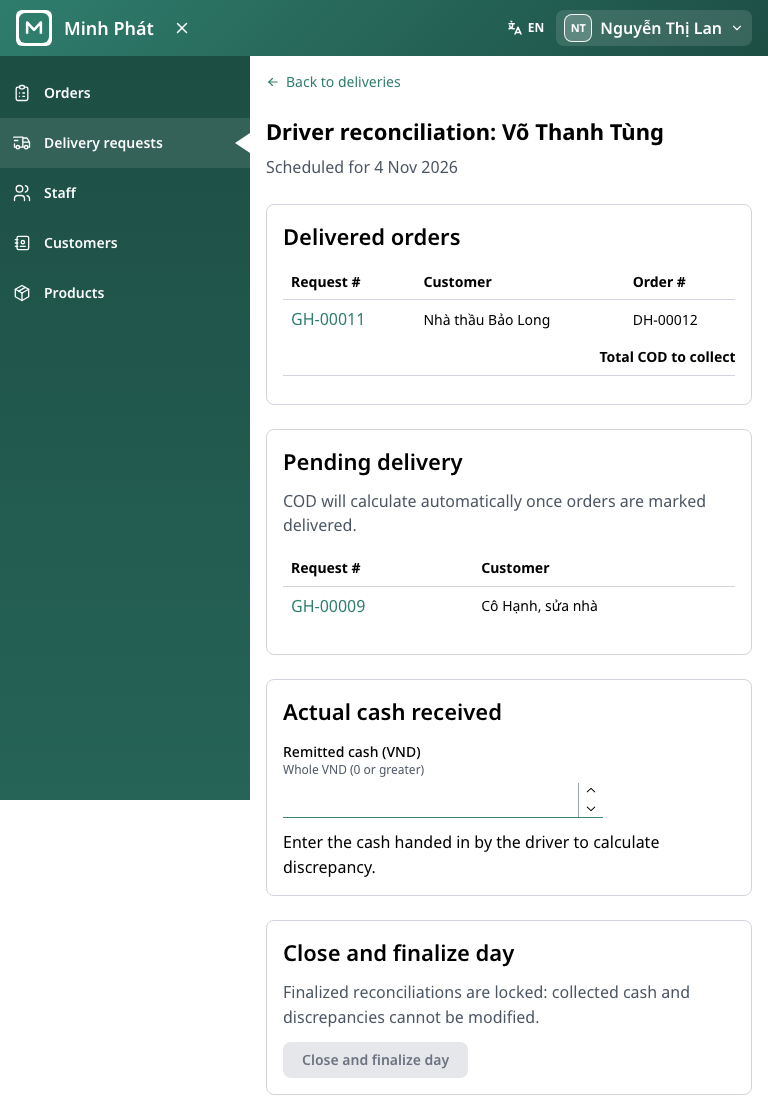 Minh Phát
EN
NT
Nguyễn Thị Lan
Orders
Delivery requests
Staff
Customers
Products
Back to deliveries
Driver reconciliation: Võ Thanh Tùng
Scheduled for 4 Nov 2026
Delivered orders
Request # Customer Order #
GH-00011 Nhà thầu Bảo Long DH-00012
Total COD to collect
Pending delivery
COD will calculate automatically once orders are marked
delivered.
Request # Customer
GH-00009 Cô Hạnh, sửa nhà
Actual cash received
Remitted cash (VND)
Whole VND (0 or greater)
Enter the cash handed in by the driver to calculate
discrepancy.
Close and finalize day
Finalized reconciliations are locked: collected cash and
discrepancies cannot be modified.
Close and finalize day